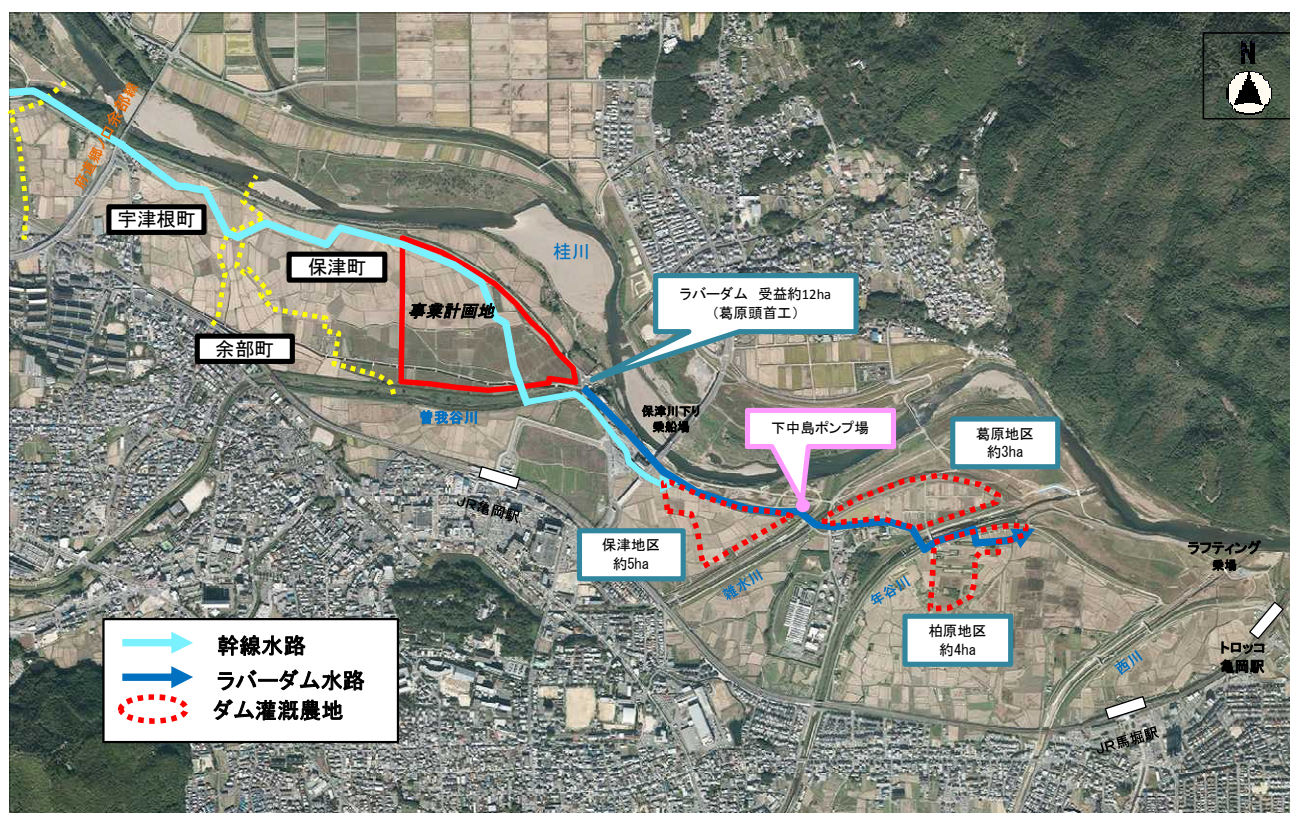 N
宇津根町
保津町
桂川
事業計画地
ラバーダム 受益約12ha
(葛原頭首工)
余部町
曽我谷川
保津川下り
乗船場
下中島ポンプ場
葛原地区
約3ha
JR亀岡駅
保津地区
約5ha
雑水川
年谷川
ラフティング
乗場
柏原地区
約4ha
西川
トロッコ
亀岡駅
JR馬堀駅
幹線水路
ラバーダム水路
ダム灌漑農地